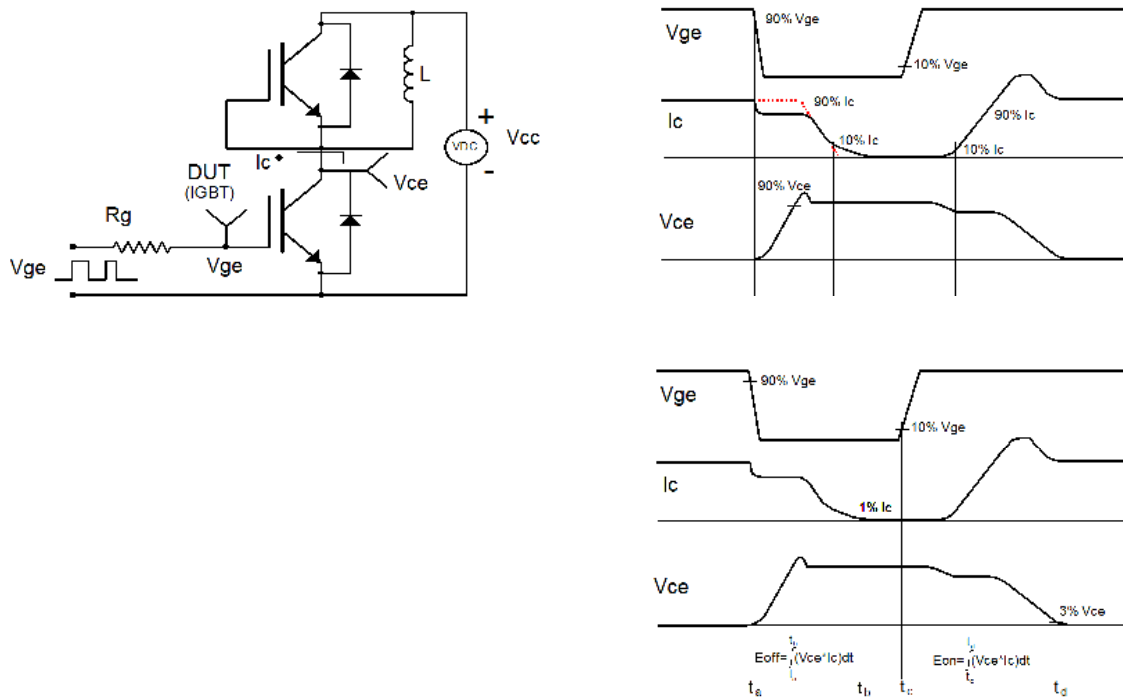 L
Ic
+
VDC
Vcc
-
DUT
(IGBT)
Vce
Rg
Vge
Vge
90% Vge
Vge
10% Vge
90% Ic
Ic
90% Ic
10% Ic
10% Ic
90% Vce
Vce
90% Vge
Vge
10% Vge
Ic
1% Ic
Vce
3% Vce
Eoff=∫(Vce*Ic)dt
Eon=∫(Vce*Ic)dt
ta
tb
tc
td